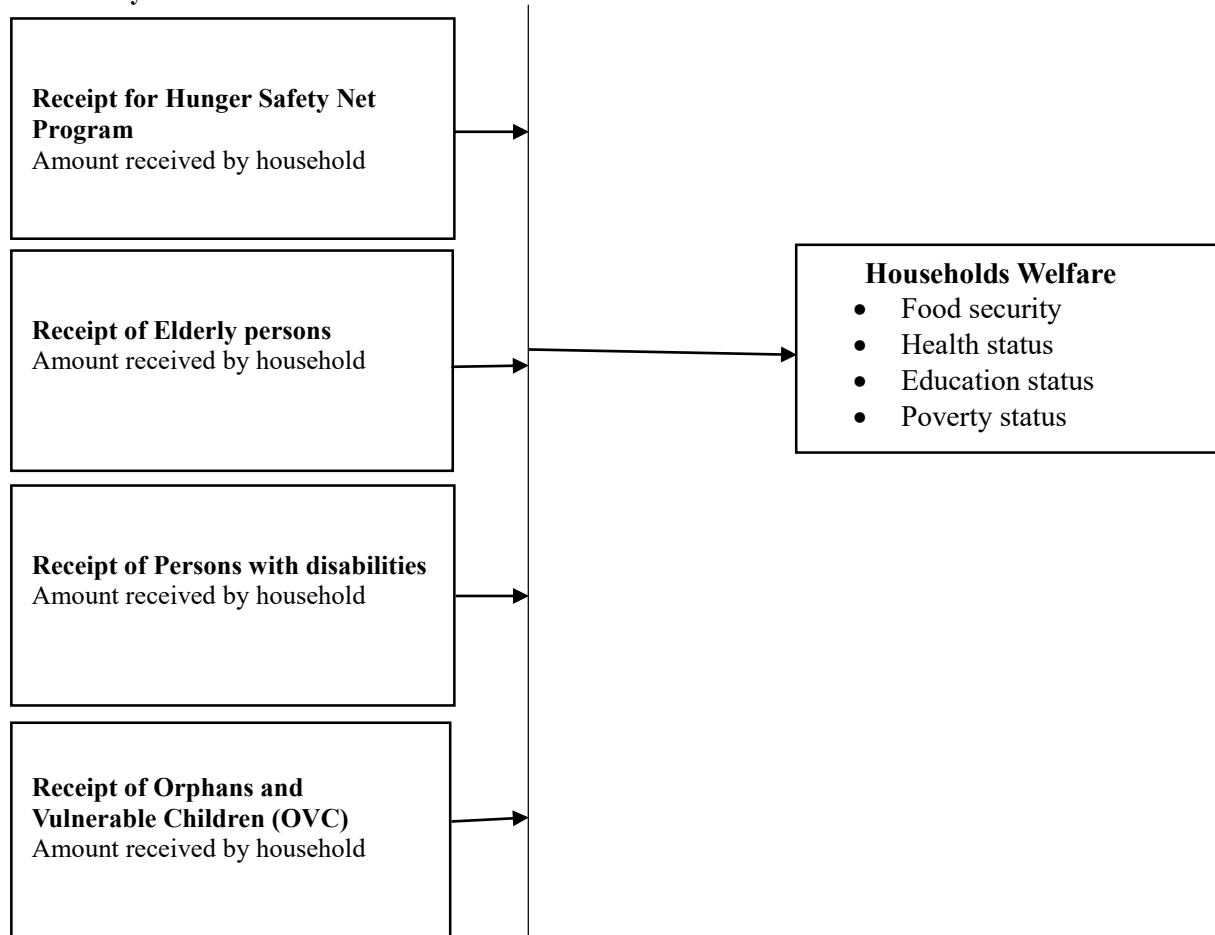 Receipt for Hunger Safety Net
Program
Amount received by household
Receipt of Elderly persons
Amount received by household
Receipt of Persons with disabilities
Amount received by household
Receipt of Orphans and
Vulnerable Children (OVC)
Amount received by household
Households Welfare
• Food security
• Health status
• Education status
• Poverty status